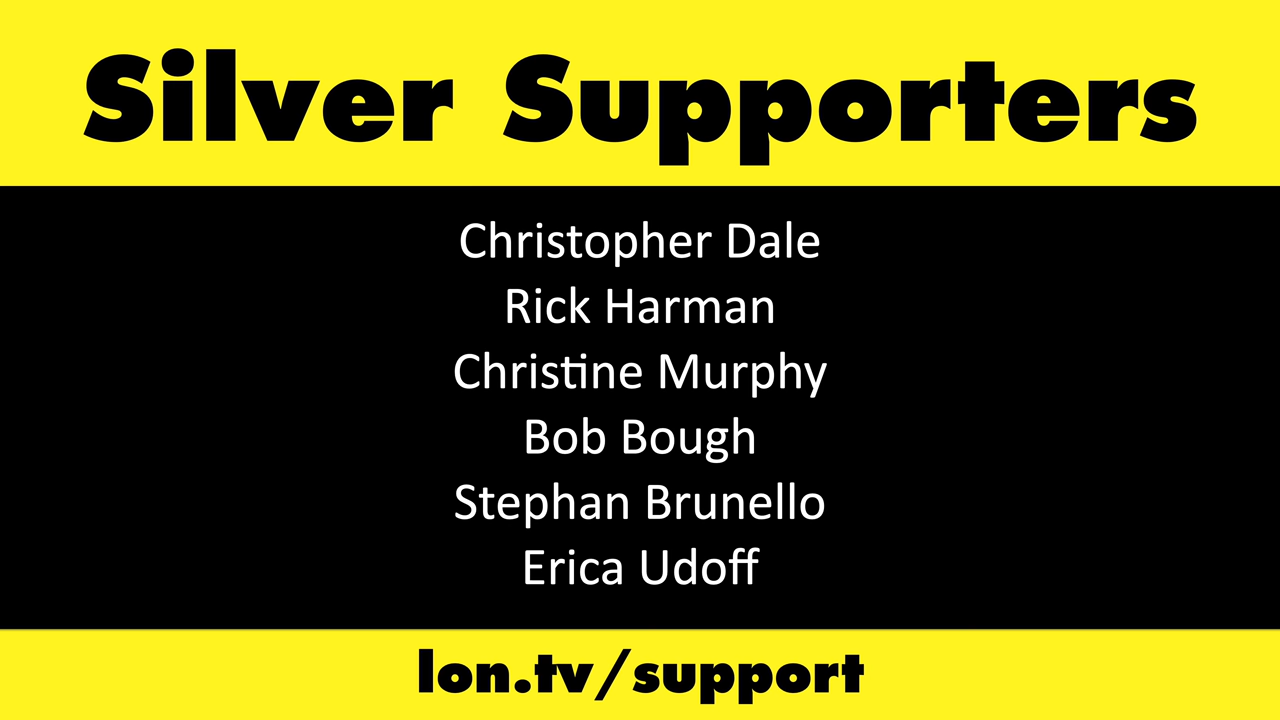 Silver Supporters
Christopher Dale
Rick Harman
Christine Murphy
Bob Bough
Stephan Brunello
Erica Udoff
lon.tv/support